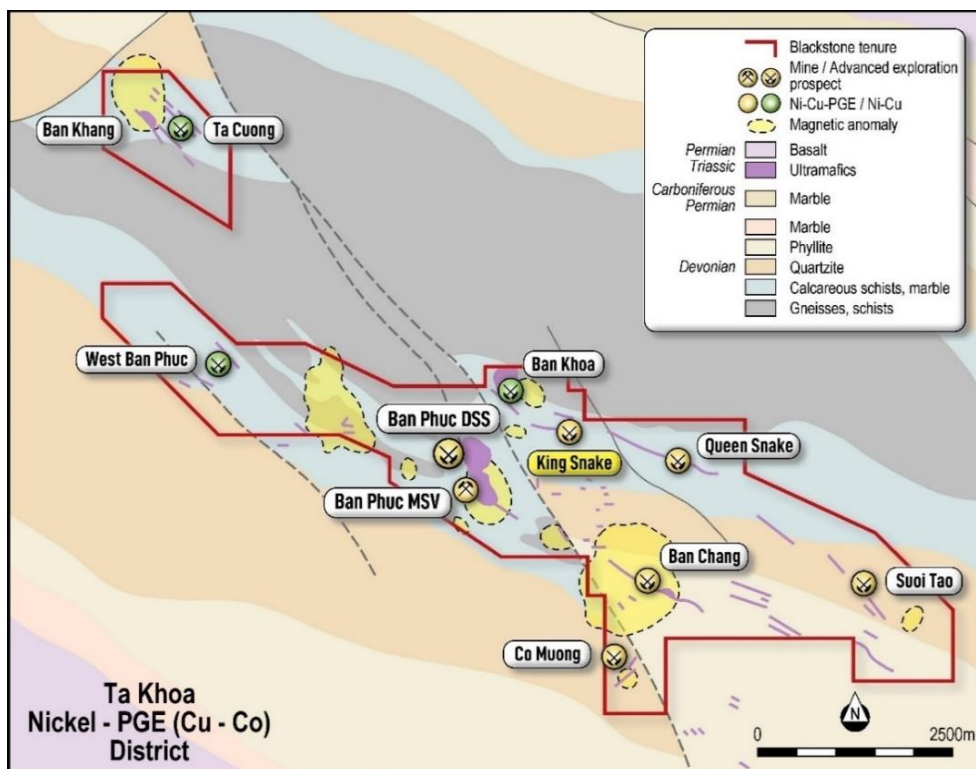 Blackstone tenure
Mine / Advanced exploration
prospect
Ni-Cu-PGE / Ni-Cu
Magnetic anomaly
Permian
Triassic
Basalt
Ultramafics
Carboniferous
Permian
Marble
Marble
Phyllite
Devonian
Quartzite
Calcareous schists, marble
Gneisses, schists
Ban Khang
Ta Cuong
West Ban Phuc
Ban Khoa
Ban Phuc DSS
King Snake
Queen Snake
Ban Phuc MSV
Ban Chang
Suoi Tao
Co Muong
Ta Khoa
Nickel - PGE (Cu - Co)
District
N
0 2500m